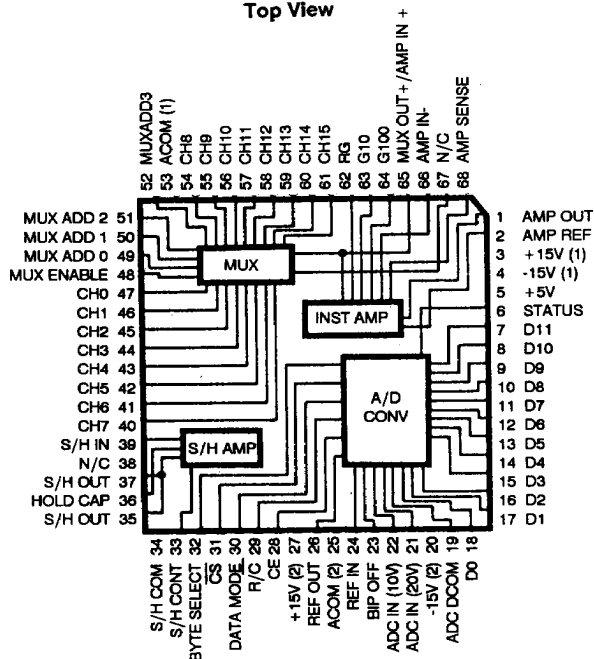 Top View
52 MUXADD3
53 ACOM (1)
54 CH8
55 CH9
56 CH10
57 CH11
58 CH12
59 CH13
60 CH14
61 CH15
62 RG
63 G10
64 G100
65 MUX OUT+/AMP IN +
66 AMP IN-
67 N/C
68 AMP SENSE
MUX ADD 2 51
MUX ADD 1 50
MUX ADD 0 49
MUX ENABLE 48
CH0 47
CH1 46
CH2 45
CH3 44
CH4 43
CH5 42
CH6 41
CH7 40
S/H IN 39
N/C 38
S/H OUT 37
HOLD CAP 36
S/H OUT 35
MUX
INST AMP
A/D
CONV
S/H AMP
1 AMP OUT
2 AMP REF
3 +15V (1)
4 -15V (1)
5 +5V
6 STATUS
7 D11
8 D10
9 D9
10 D8
11 D7
12 D6
13 D5
14 D4
15 D3
16 D2
17 D1
S/H COM 34
S/H CONT 33
BYTE SELECT 32
CS 31
DATA MODE 30
R/C 29
CE 28
+15V (2) 27
REF OUT 26
ACOM (2) 25
REF IN 24
BIP OFF 23
ADC IN (10V) 22
ADC IN (20V) 21
-15V (2) 20
ADC DCOM 19
D0 18